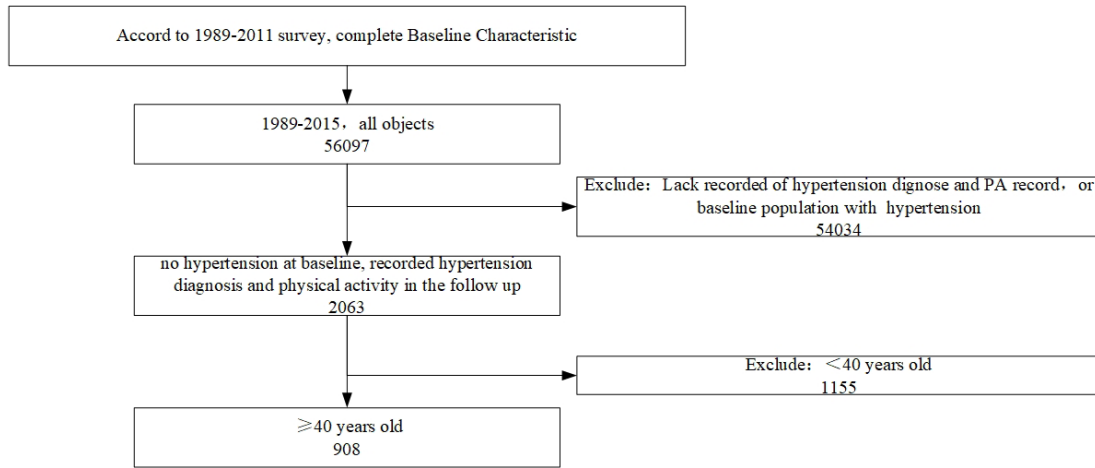 Accord to 1989-2011 survey, complete Baseline Characteristic
1989-2015，all objects
56097
Exclude：Lack recorded of hypertension dignose and PA record，or
baseline population with hypertension
54034
no hypertension at baseline, recorded hypertension
diagnosis and physical activity in the follow up
2063
Exclude：＜40 years old
1155
≥40 years old
908